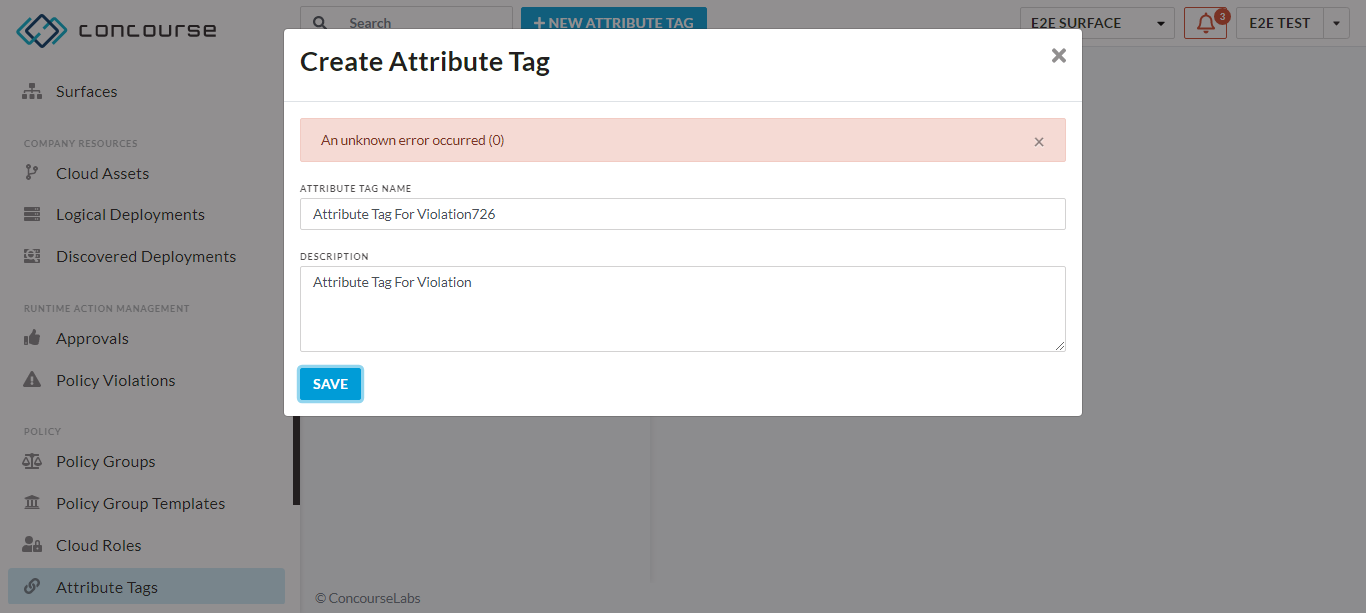 concourse
Search
+ NEW ATTRIBUTE TAG
E2E SURFACE
3
E2E TEST
Surfaces
COMPANY RESOURCES
Cloud Assets
Logical Deployments
Discovered Deployments
RUNTIME ACTION MANAGEMENT
Approvals
Policy Violations
POLICY
Policy Groups
Policy Group Templates
Cloud Roles
Attribute Tags
Create Attribute Tag
An unknown error occurred (0)
ATTRIBUTE TAG NAME
Attribute Tag For Violation726
DESCRIPTION
Attribute Tag For Violation
SAVE
© ConcourseLabs